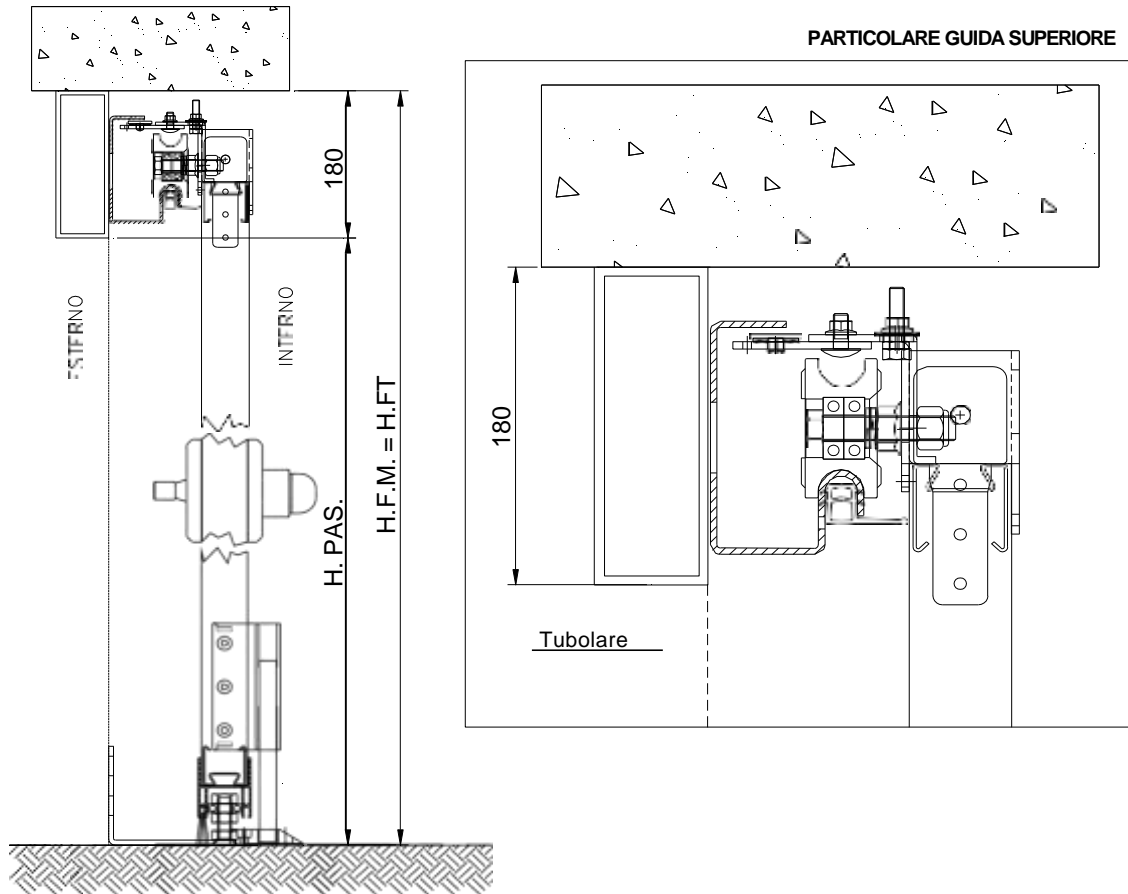 PARTICOLARE GUIDA SUPERIORE
180
ESTERNO
INTERNO
H. PAS.
H.F.M. = H.FT
180
Tubolare